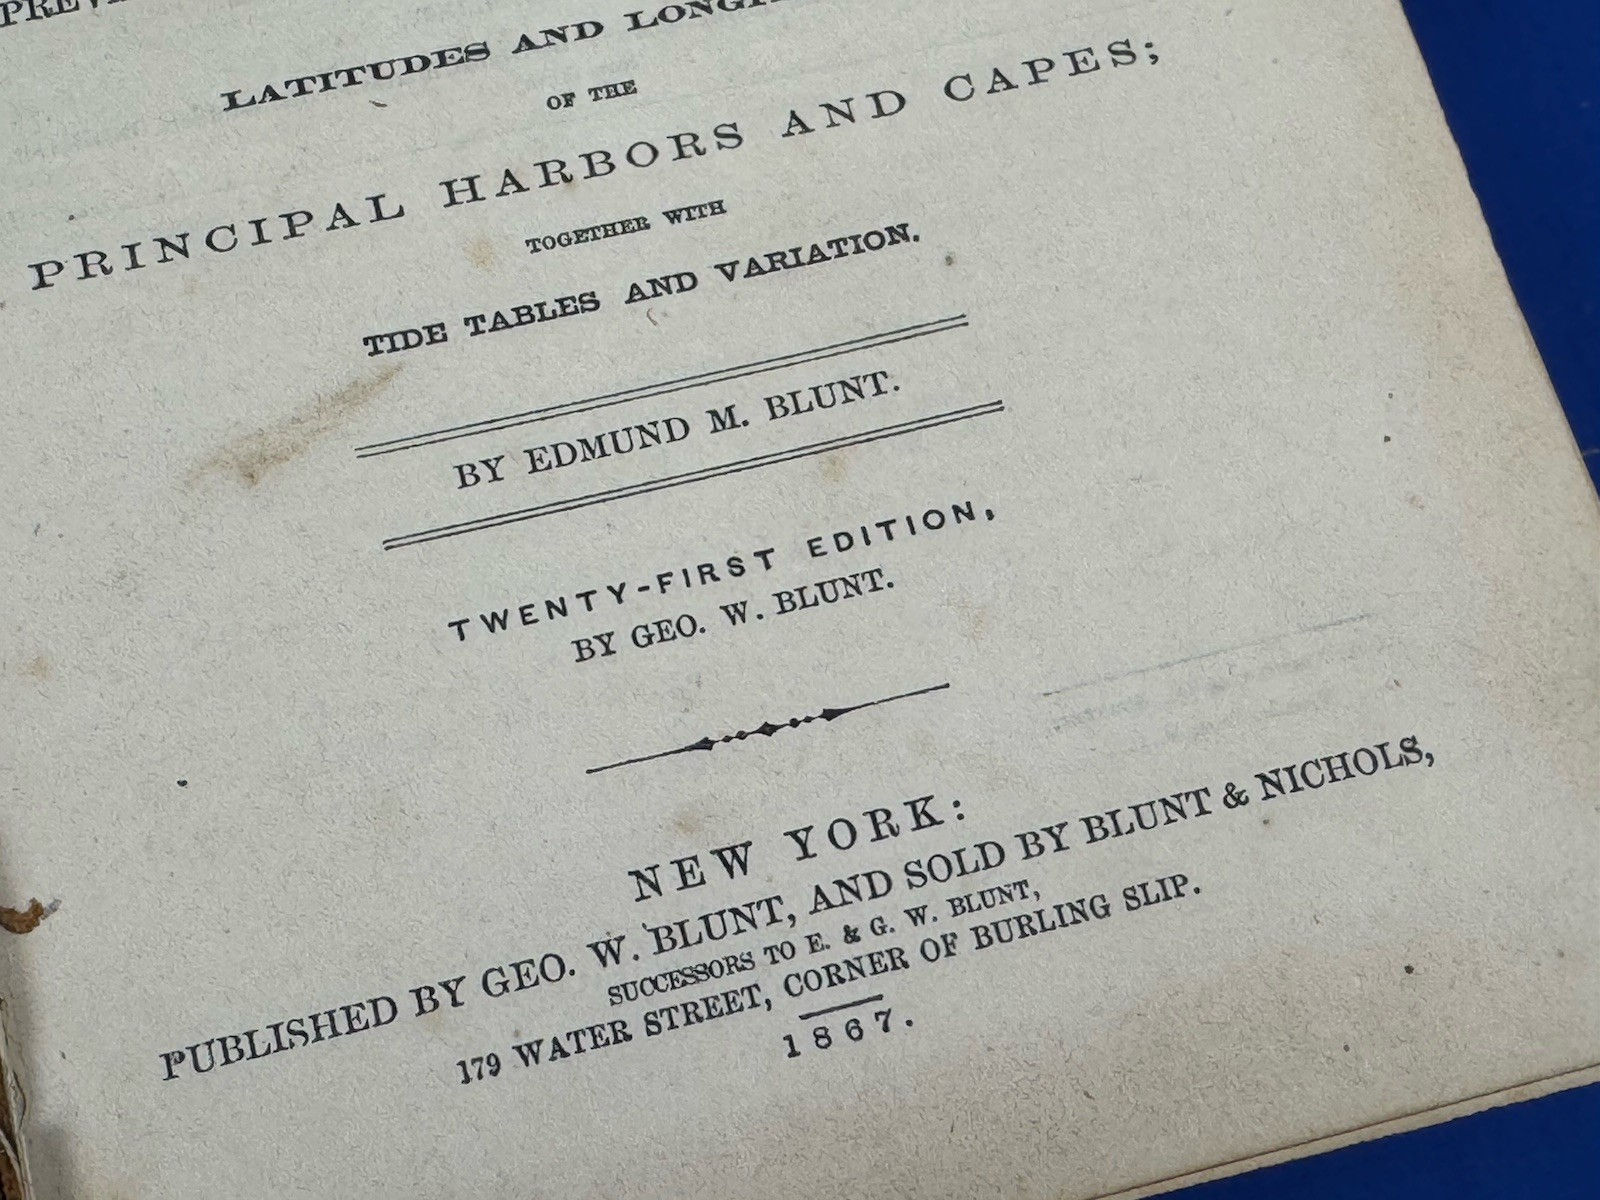 LATITUDES AND
OF THE
PRINCIPAL HARBORS AND CAPES;
TOGETHER WITH
TIDE TABLES AND VARIATION.
BY EDMUND M. BLUNT.
TWENTY-FIRST EDITION,
BY GEO. W. BLUNT.
NEW YORK:
PUBLISHED BY GEO. W. BLUNT, AND SOLD BY BLUNT & NICHOLS,
SUCCESSORS TO E. & G. W. BLUNT,
179 WATER STREET, CORNER OF BURLING SLIP.
1867.